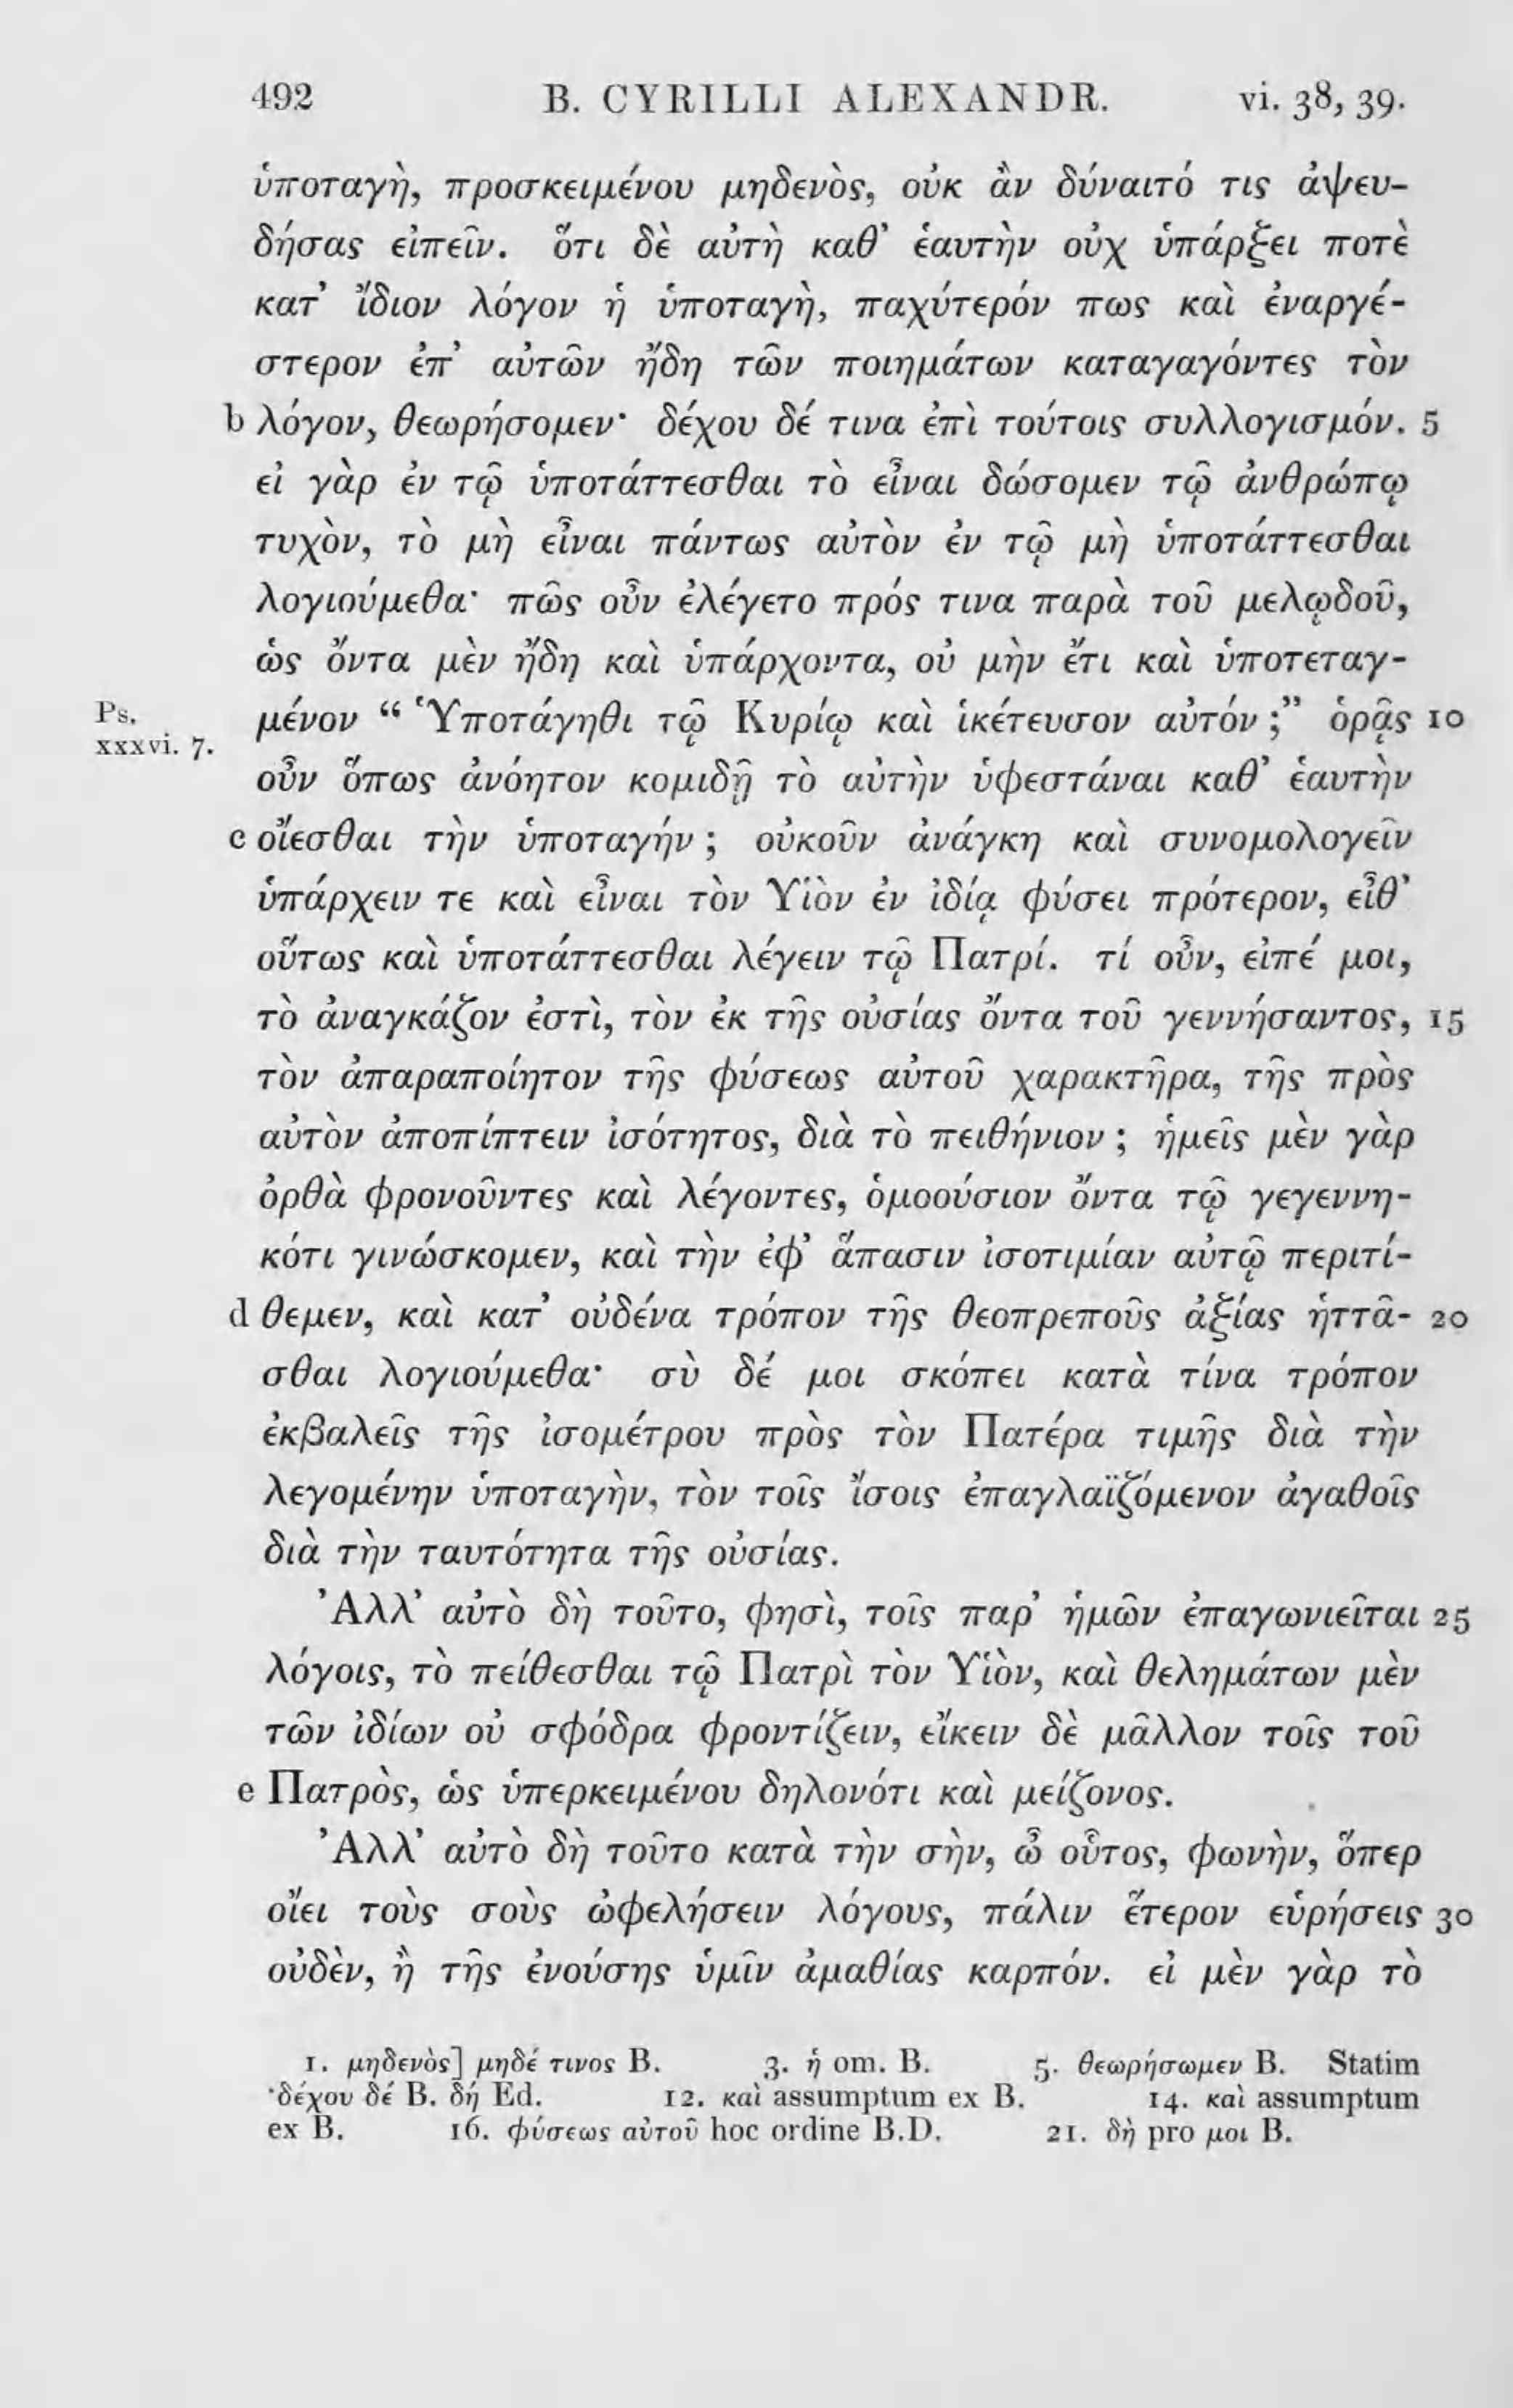 492 B. CYRILLI ALEXANDR. vi. 38, 39.
ὑποταγὴ, προσκειμένου μηδενὸς, οὐκ ἂν δύναιτό τις ἀψευ-
δήσας εἰπεῖν. ὅτι δὲ αὐτὴ καθ’ ἑαυτὴν οὐχ ὑπάρξει ποτὲ
κατ’ ἴδιον λόγον ἡ ὑποταγὴ, παχύτερόν πως καὶ ἐναργέ-
στερον ἐπ’ αὐτῶν ἤδη τῶν ποιημάτων καταγαγόντες τὸν
b λόγον, θεωρήσομεν· δέχου δέ τινα ἐπὶ τούτοις συλλογισμόν. 5
εἰ γὰρ ἐν τῷ ὑποτάττεσθαι τὸ εἶναι δώσομεν τῷ ἀνθρώπῳ
τυχὸν, τὸ μὴ εἶναι πάντως αὐτὸν ἐν τῷ μὴ ὑποτάττεσθαι
λογιούμεθα· πῶς οὖν ἐλέγετο πρός τινα παρὰ τοῦ μελῳδοῦ,
ὡς ὄντα μὲν ἤδη καὶ ὑπάρχοντα, οὐ μὴν ἔτι καὶ ὑποτεταγ-
Ps. xxxvi. 7. μένον “ Ὑποτάγηθι τῷ Κυρίῳ καὶ ἱκέτευσον αὐτόν ;” ὁρᾷς 10
οὖν ὅπως ἀνόητον κομιδῇ τὸ αὐτὴν ὑφεστάναι καθ’ ἑαυτὴν
c οἴεσθαι τὴν ὑποταγήν ; οὐκοῦν ἀνάγκη καὶ συνομολογεῖν
ὑπάρχειν τε καὶ εἶναι τὸν Υἱὸν ἐν ἰδίᾳ φύσει πρότερον, εἶθ’
οὕτως καὶ ὑποτάττεσθαι λέγειν τῷ Πατρί. τί οὖν, εἰπέ μοι,
τὸ ἀναγκάζον ἐστὶ, τὸν ἐκ τῆς οὐσίας ὄντα τοῦ γεννήσαντος, 15
τὸν ἀπαραποίητον τῆς φύσεως αὐτοῦ χαρακτῆρα, τῆς πρὸς
αὐτὸν ἀποπίπτειν ἰσότητος, διὰ τὸ πειθήνιον ; ἡμεῖς μὲν γὰρ
ὀρθὰ φρονοῦντες καὶ λέγοντες, ὁμοούσιον ὄντα τῷ γεγεννη-
κότι γινώσκομεν, καὶ τὴν ἐφ’ ἅπασιν ἰσοτιμίαν αὐτῷ περιτί-
d θεμεν, καὶ κατ’ οὐδένα τρόπον τῆς θεοπρεποῦς ἀξίας ἡττᾶ- 20
σθαι λογιούμεθα· σὺ δέ μοι σκόπει κατὰ τίνα τρόπον
ἐκβαλεῖς τῆς ἰσομέτρου πρὸς τὸν Πατέρα τιμῆς διὰ τὴν
λεγομένην ὑποταγὴν, τὸν τοῖς ἴσοις ἐπαγλαϊζόμενον ἀγαθοῖς
διὰ τὴν ταυτότητα τῆς οὐσίας.
Ἀλλ’ αὐτὸ δὴ τοῦτο, φησὶ, τοῖς παρ’ ἡμῶν ἐπαγωνιεῖται 25
λόγοις, τὸ πείθεσθαι τῷ Πατρὶ τὸν Υἱὸν, καὶ θελημάτων μὲν
τῶν ἰδίων οὐ σφόδρα φροντίζειν, εἴκειν δὲ μᾶλλον τοῖς τοῦ
e Πατρὸς, ὡς ὑπερκειμένου δηλονότι καὶ μείζονος.
Ἀλλ’ αὐτὸ δὴ τοῦτο κατὰ τὴν σὴν, ὦ οὗτος, φωνὴν, ὅπερ
οἴει τοὺς σοὺς ὠφελήσειν λόγους, πάλιν ἕτερον εὑρήσεις 30
οὐδὲν, ἢ τῆς ἐνούσης ὑμῖν ἀμαθίας καρπόν. εἰ μὲν γὰρ τὸ
1. μηδενὸς] μηδέ τινος B. 3. ἡ om. B. 5. θεωρήσωμεν B. Statim
δέχου δέ B. δή Ed. 12. καὶ assumptum ex B. 14. καὶ assumptum
ex B. 16. φύσεως αὐτοῦ hoc ordine B.D. 21. δὴ pro μοι B.